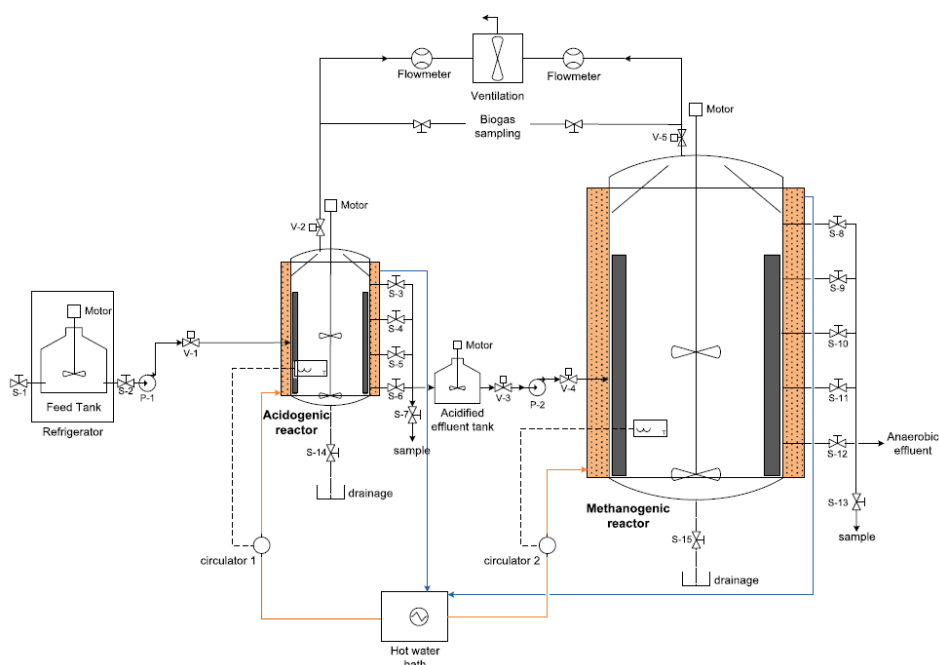 Flowmeter
Flowmeter
Ventilation
Motor
Biogas
sampling
V-5
Motor
V-2
S-8
S-3
S-9
Motor
S-4
S-10
V-1
Motor
S-5
S-1
S-2
P-1
S-6
V-3
P-2
V-4
S-11
Feed Tank
Refrigerator
Acidogenic
reactor
S-7
Acidified
effluent tank
T
T
sample
S-12
Anaerobic
effluent
S-14
drainage
Methanogenic
reactor
S-13
sample
S-15
circulator 1
circulator 2
drainage
Hot water
bath